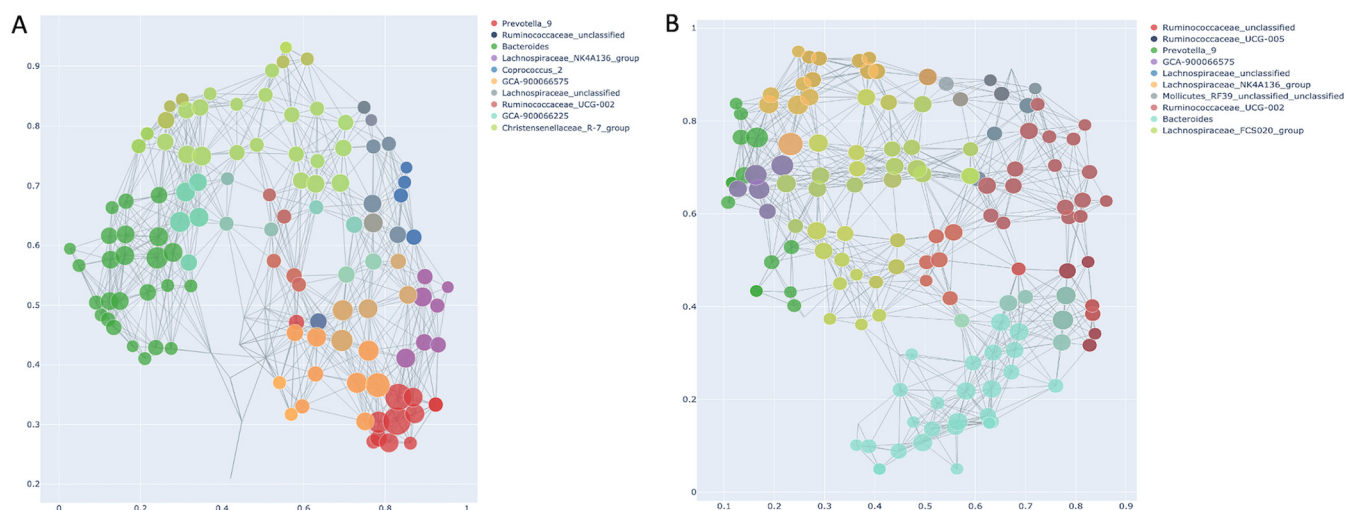 A
Prevotella_9
Ruminococcaceae_unclassified
Bacteroides
Lachnospiraceae_NK4A136_group
Coprococcus_2
GCA-900066575
Lachnospiraceae_unclassified
Ruminococcaceae_UCG-002
GCA-900066225
Christensenellaceae_R-7_group
0.9
0.8
0.7
0.6
0.5
0.4
0.3
0.2
0
0.2
0.4
0.6
0.8
1
B
Ruminococcaceae_unclassified
Ruminococcaceae_UCG-005
Prevotella_9
GCA-900066575
Lachnospiraceae_unclassified
Lachnospiraceae_NK4A136_group
Mollicutes_RF39_unclassified_unclassified
Ruminococcaceae_UCG-002
Bacteroides
Lachnospiraceae_FCS020_group
1
0.8
0.6
0.4
0.2
0
0.1
0.2
0.3
0.4
0.5
0.6
0.7
0.8
0.9